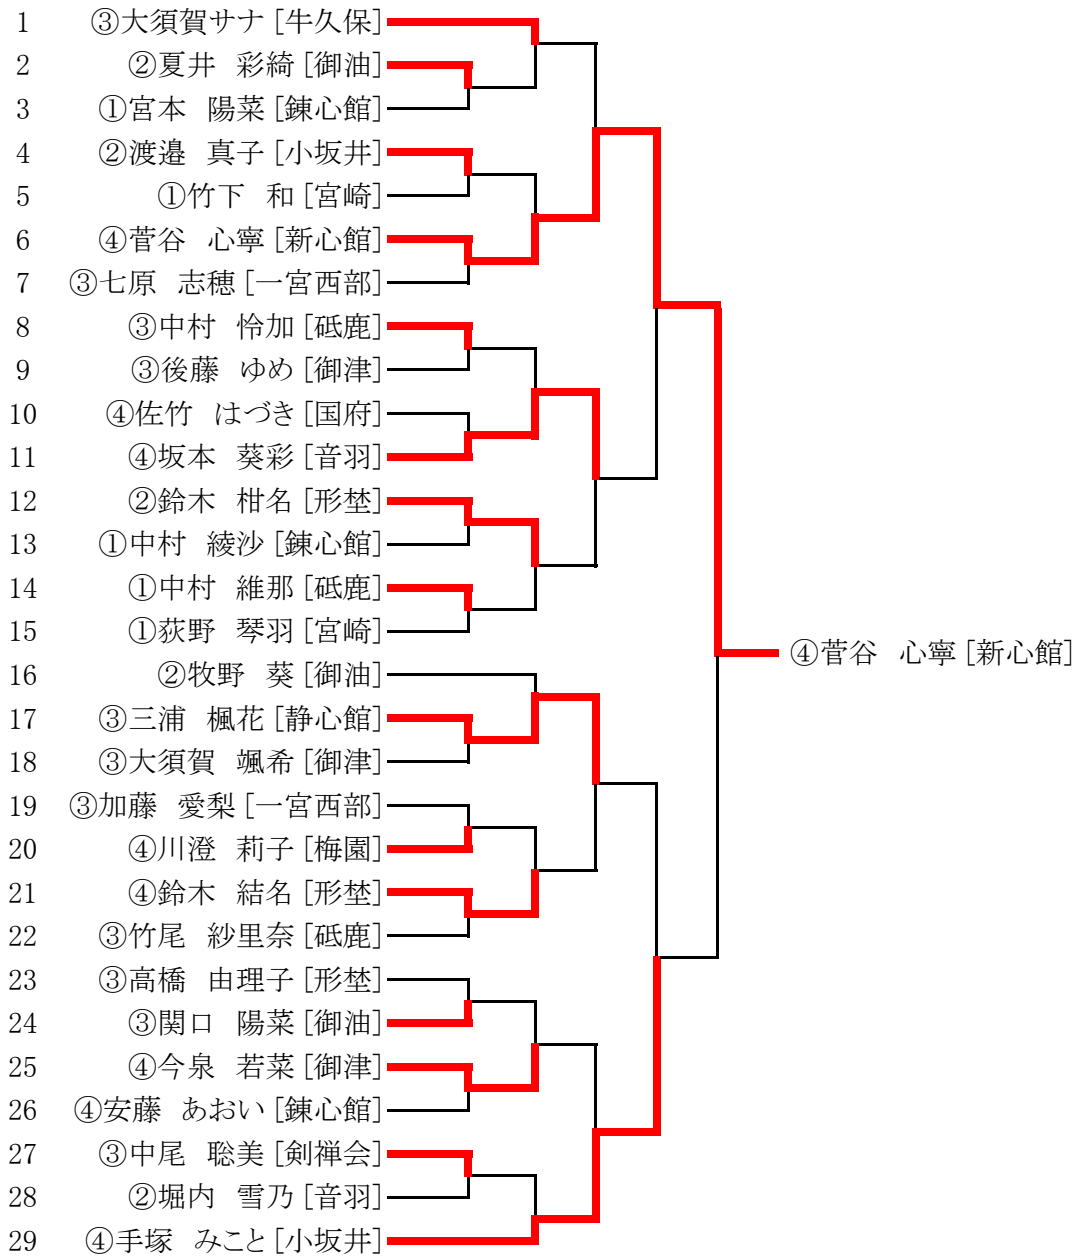 1 ③大須賀サナ [牛久保]
2 ②夏井 彩綺 [御油]
3 ①宮本 陽菜 [錬心館]
4 ②渡邉 真子 [小坂井]
5 ①竹下 和 [宮崎]
6 ④菅谷 心寧 [新心館]
7 ③七原 志穂 [一宮西部]
8 ③中村 怜加 [砥鹿]
9 ③後藤 ゆめ [御津]
10 ④佐竹 はづき [国府]
11 ④坂本 葵彩 [音羽]
12 ②鈴木 柑名 [形埜]
13 ①中村 綾沙 [錬心館]
14 ①中村 維那 [砥鹿]
15 ①荻野 琴羽 [宮崎]
④菅谷 心寧 [新心館]
16 ②牧野 葵 [御油]
17 ③三浦 楓花 [静心館]
18 ③大須賀 颯希 [御津]
19 ③加藤 愛梨 [一宮西部]
20 ④川澄 莉子 [梅園]
21 ④鈴木 結名 [形埜]
22 ③竹尾 紗里奈 [砥鹿]
23 ③高橋 由理子 [形埜]
24 ③関口 陽菜 [御油]
25 ④今泉 若菜 [御津]
26 ④安藤 あおい [錬心館]
27 ③中尾 聡美 [剣禅会]
28 ②堀内 雪乃 [音羽]
29 ④手塚 みこと [小坂井]